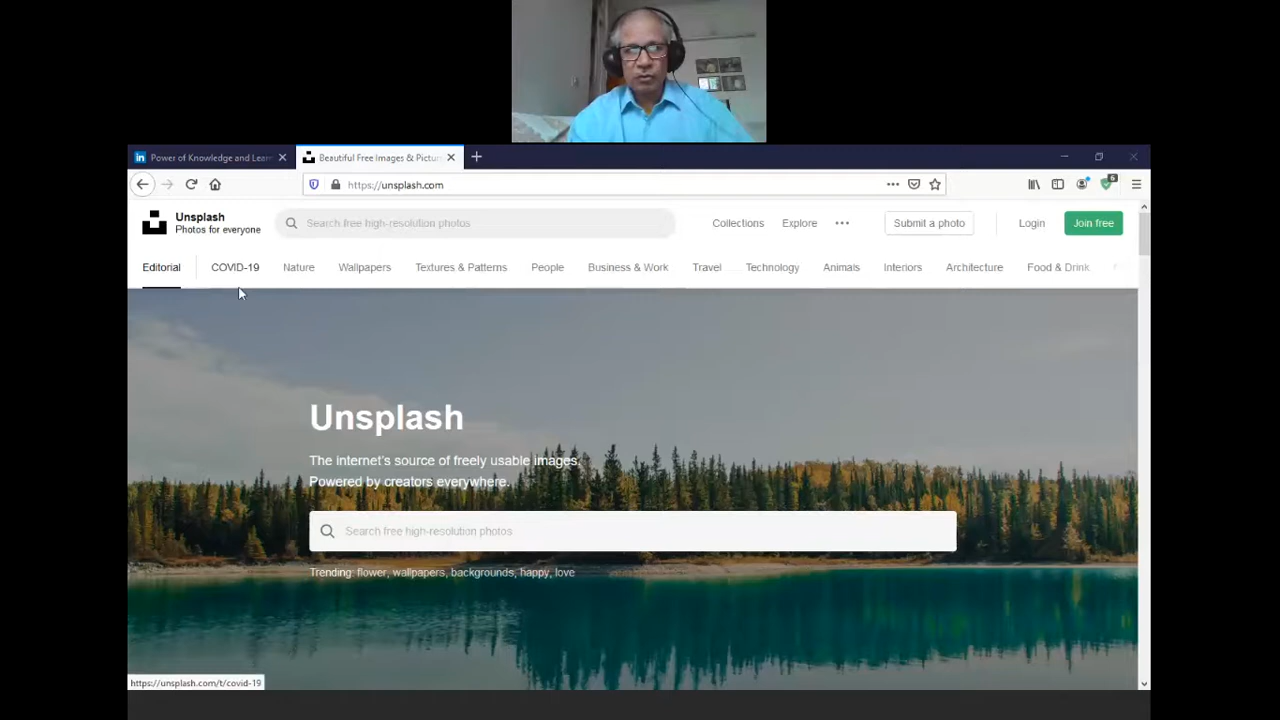 Power of Knowledge and Lear
Beautiful Free Images & Pictur
https://unsplash.com
6
Unsplash
Photos for everyone
Search free high-resolution photos
Collections
Explore
Submit a photo
Login
Join free
Editorial
COVID-19
Nature
Wallpapers
Textures & Patterns
People
Business & Work
Travel
Technology
Animals
Interiors
Architecture
Food & Drink
Unsplash
The internet's source of freely usable images.
Powered by creators everywhere.
Search free high-resolution photos
Trending: flower, wallpapers, backgrounds, happy, love
https://unsplash.com/t/covid-19